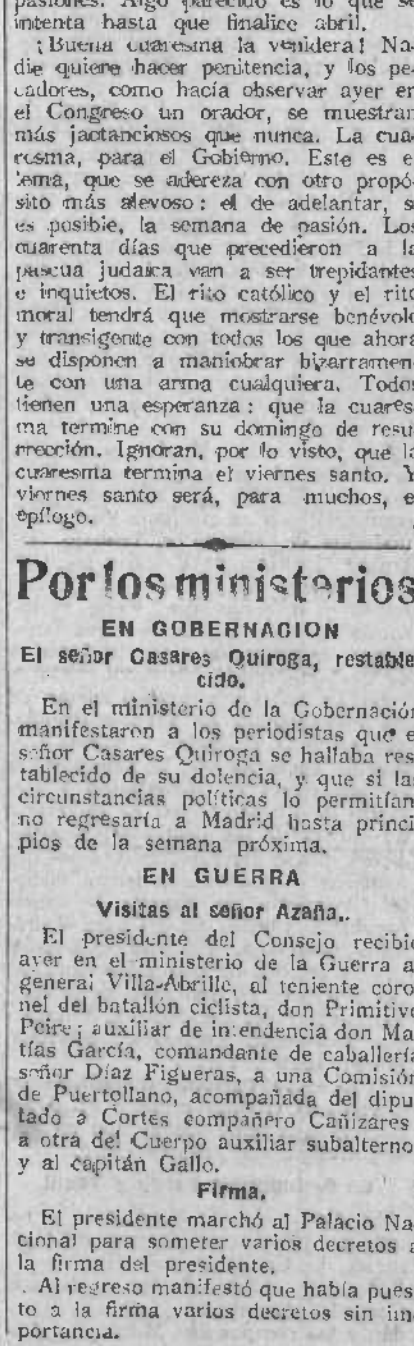 pasiones. Algo parecido es lo que se
intenta hasta que finalice abril.
¡Buena cuaresma la venidera! Na-
die quiere hacer penitencia, y los pe-
cadores, como hacía observar ayer en
el Congreso un orador, se muestran
más jactanciosos que nunca. La cua-
resma, para el Gobierno. Este es el
lema, que se adereza con otro propó-
sito más alevoso: el de adelantar, si
es posible, la semana de pasión. Los
cuarenta días que precedieron a la
pascua judaica van a ser trepidantes
e inquietos. El rito católico y el rito
moral tendrá que mostrarse benévolo
y transigente con todos los que ahora
se disponen a maniobrar bizarramen-
te con una arma cualquiera. Todos
tienen una esperanza: que la cuares-
ma termine con su domingo de resu-
rrección. Ignoran, por lo visto, que la
cuaresma termina el viernes santo. Y
viernes santo será, para muchos, el
epílogo.
Por los ministerios
EN GOBERNACION
El señor Casares Quiroga, restable-
cido.
En el ministerio de la Gobernación
manifestaron a los periodistas que el
señor Casares Quiroga se hallaba res-
tablecido de su dolencia, y que si las
circunstancias políticas lo permitían,
no regresaría a Madrid hasta princi-
pios de la semana próxima.
EN GUERRA
Visitas al señor Azaña..
El presidente del Consejo recibió
ayer en el ministerio de la Guerra al
general Villa-Abrille, al teniente coro-
nel del batallón ciclista, don Primitivo
Peire; auxiliar de intendencia don Ma-
tías García, comandante de caballería
señor Díaz Figueras, a una Comisión
de Puertollano, acompañada del dipu-
tado a Cortes compañero Cañizares
a otra del Cuerpo auxiliar subalterno,
y al capitán Gallo.
Firma.
El presidente marchó al Palacio Na-
cional para someter varios decretos a
la firma del presidente.
Al regreso manifestó que había pues-
to a la firma varios decretos sin im-
portancia.